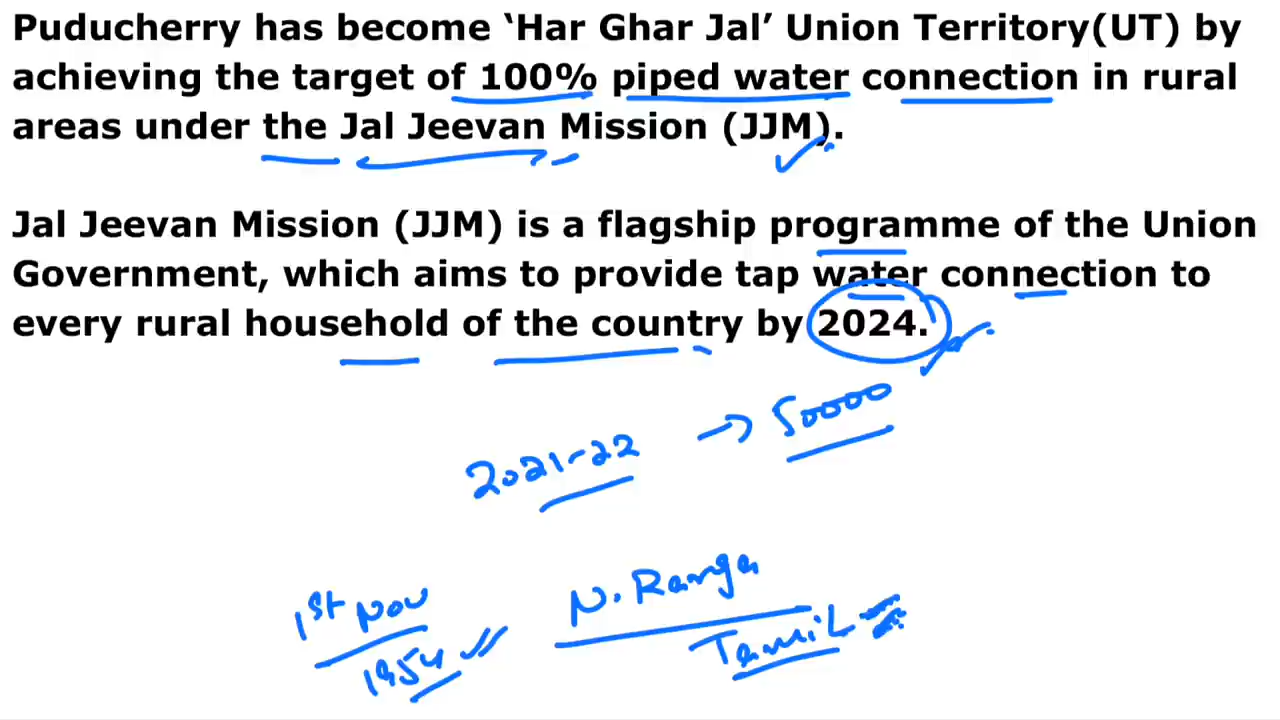 Puducherry has become ‘Har Ghar Jal’ Union Territory(UT) by
achieving the target of 100% piped water connection in rural
areas under the Jal Jeevan Mission (JJM).
Jal Jeevan Mission (JJM) is a flagship programme of the Union
Government, which aims to provide tap water connection to
every rural household of the country by 2024.
2021-22 → 50000
1st Nov
1954
N. Ranga
Tamil